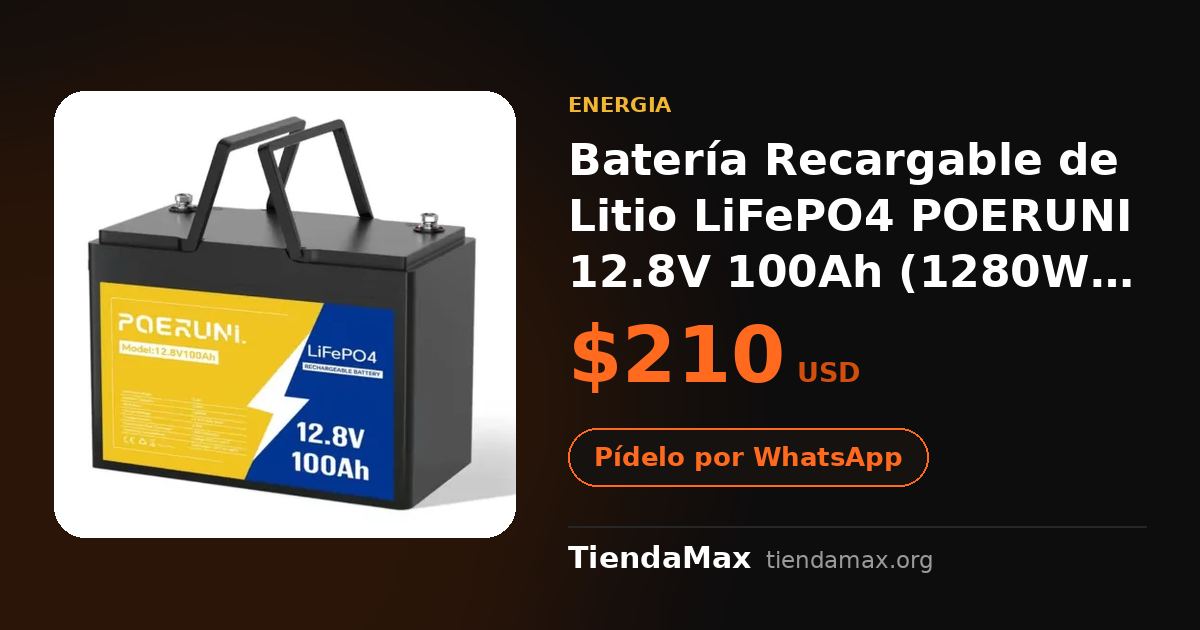 ENERGIA
Batería Recargable de
Litio LiFePO4 POERUNI
12.8V 100Ah (1280W...
$210 USD
Pídelo por WhatsApp
TiendaMax tiendamax.org
POERUNI.
Model:12.8V100Ah
LiFePO4
RECHARGEABLE BATTERY
12.8V
100Ah